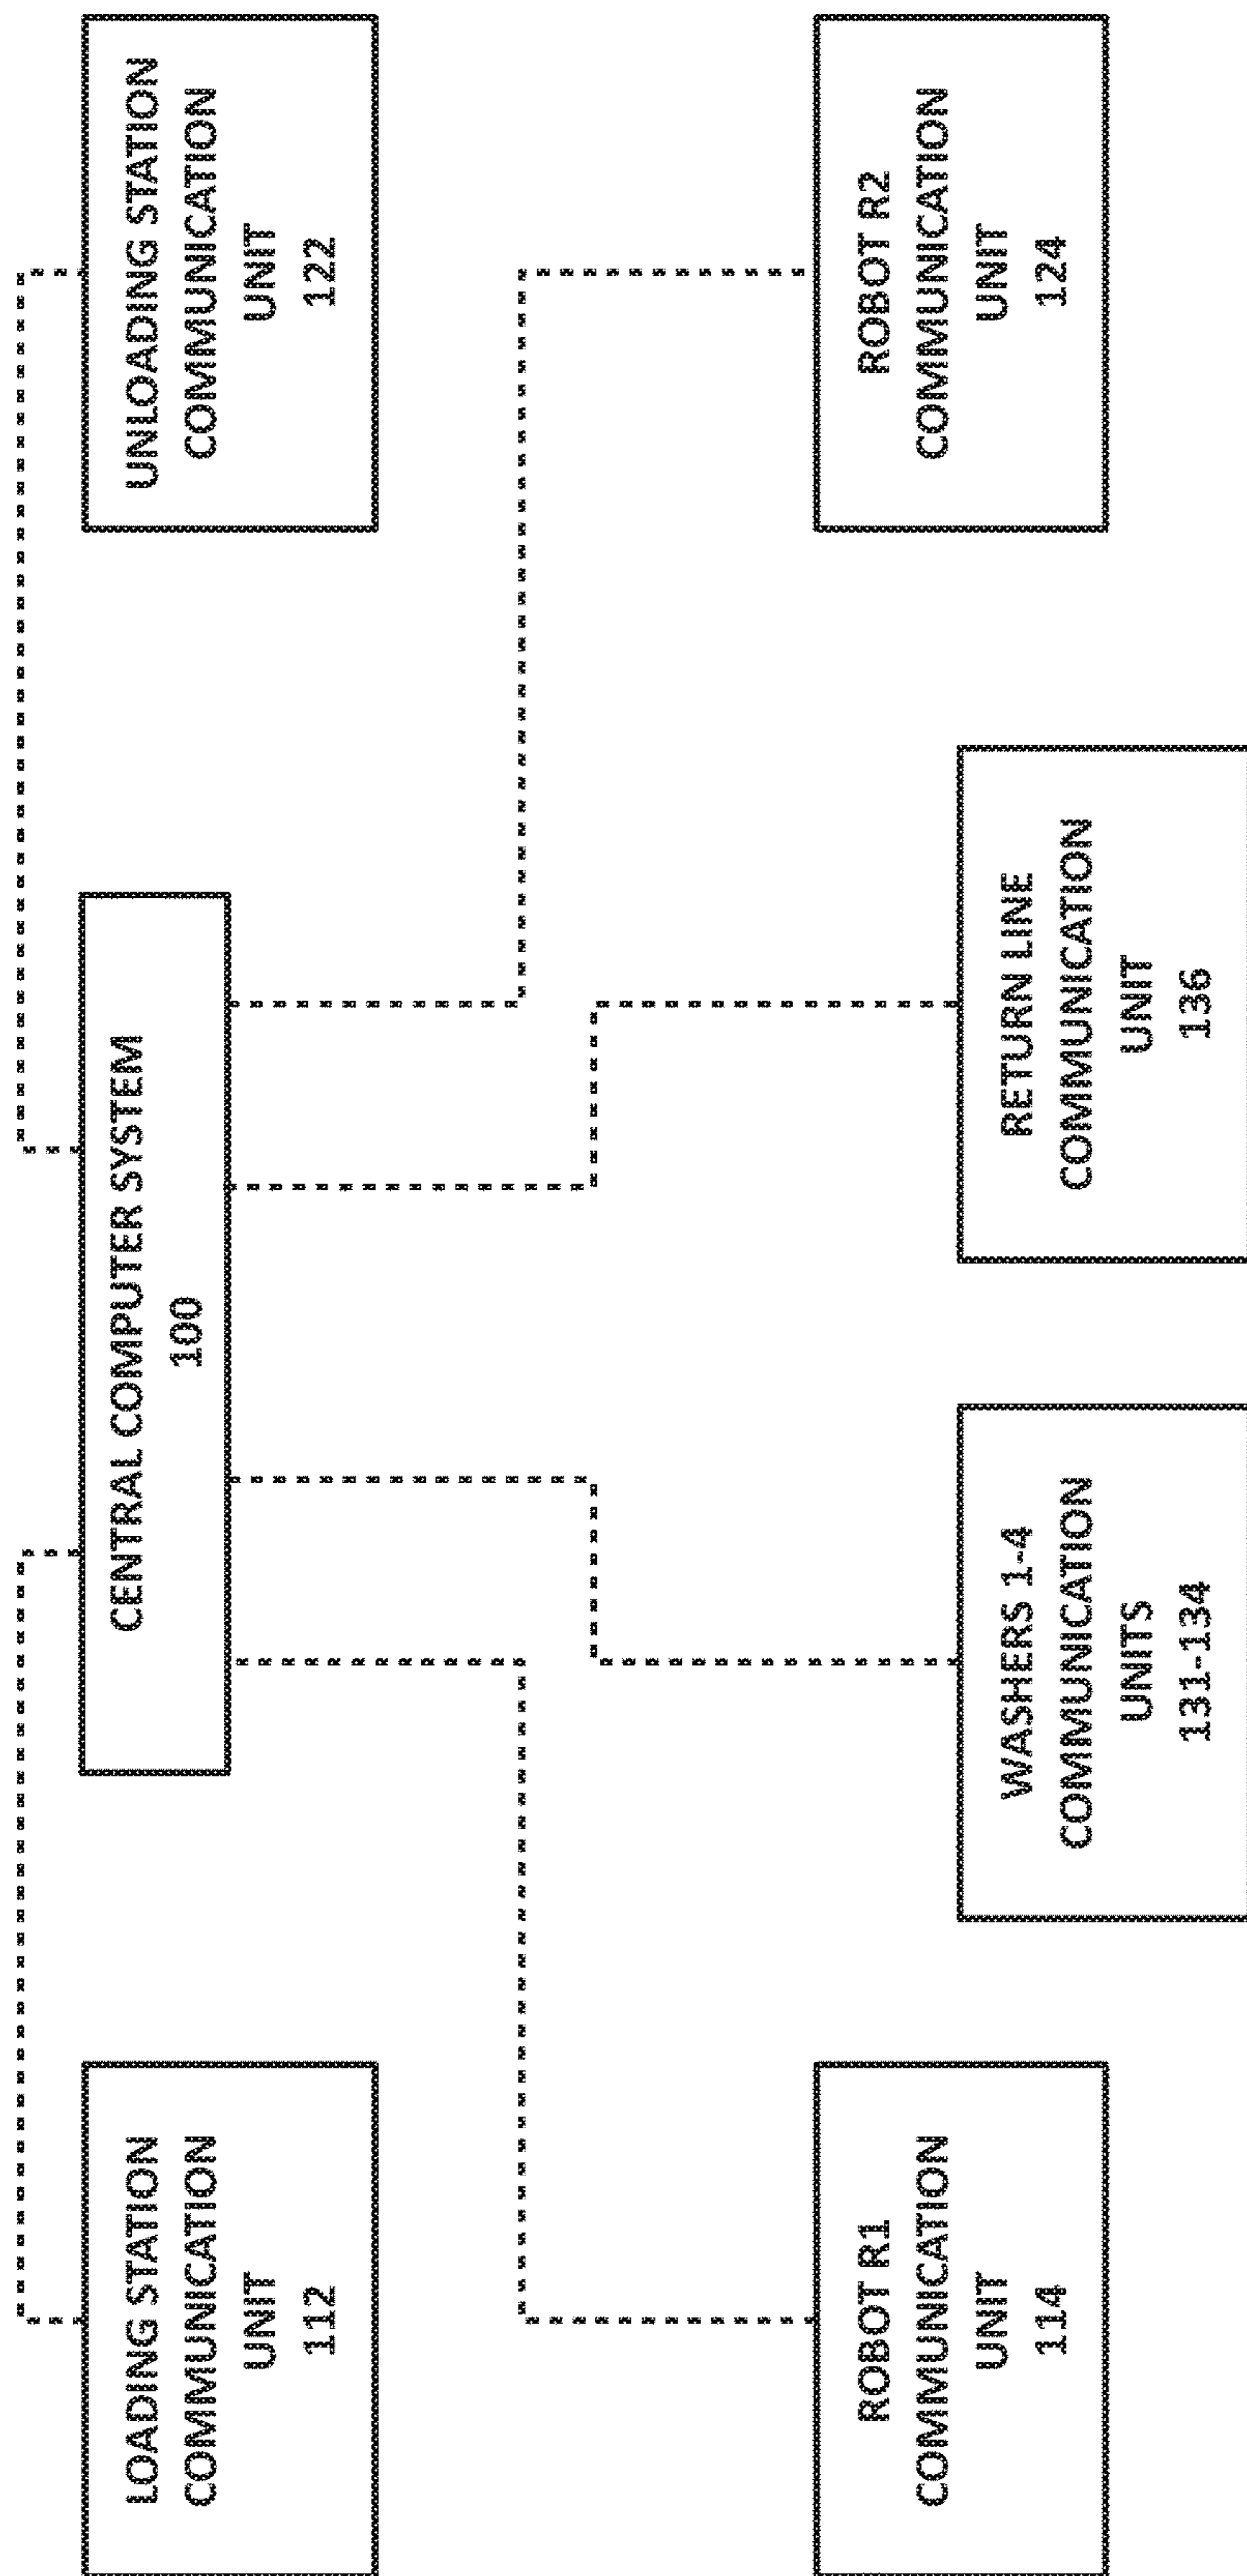 LOADING STATION
COMMUNICATION
UNIT
112
CENTRAL COMPUTER SYSTEM
100
UNLOADING STATION
COMMUNICATION
UNIT
122
ROBOT R1
COMMUNICATION
UNIT
114
WASHERS 1-4
COMMUNICATION
UNITS
131-134
RETURN LINE
COMMUNICATION
UNIT
136
ROBOT R2
COMMUNICATION
UNIT
124